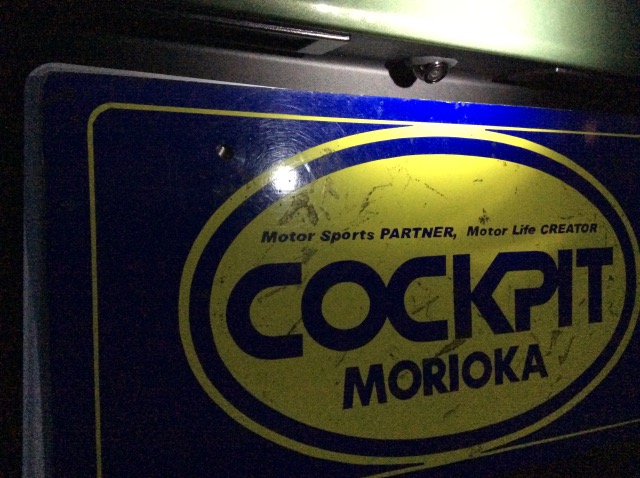 Motor Sports PARTNER, Motor Life CREATOR
COCKPIT
MORIOKA